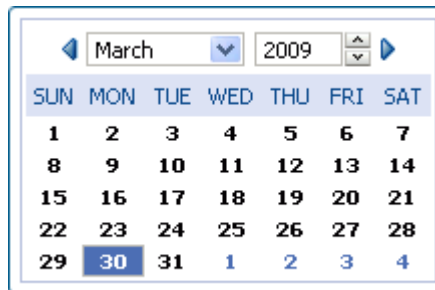 March 2009
SUN MON TUE WED THU FRI SAT
1 2 3 4 5 6 7
8 9 10 11 12 13 14
15 16 17 18 19 20 21
22 23 24 25 26 27 28
29 30 31 1 2 3 4